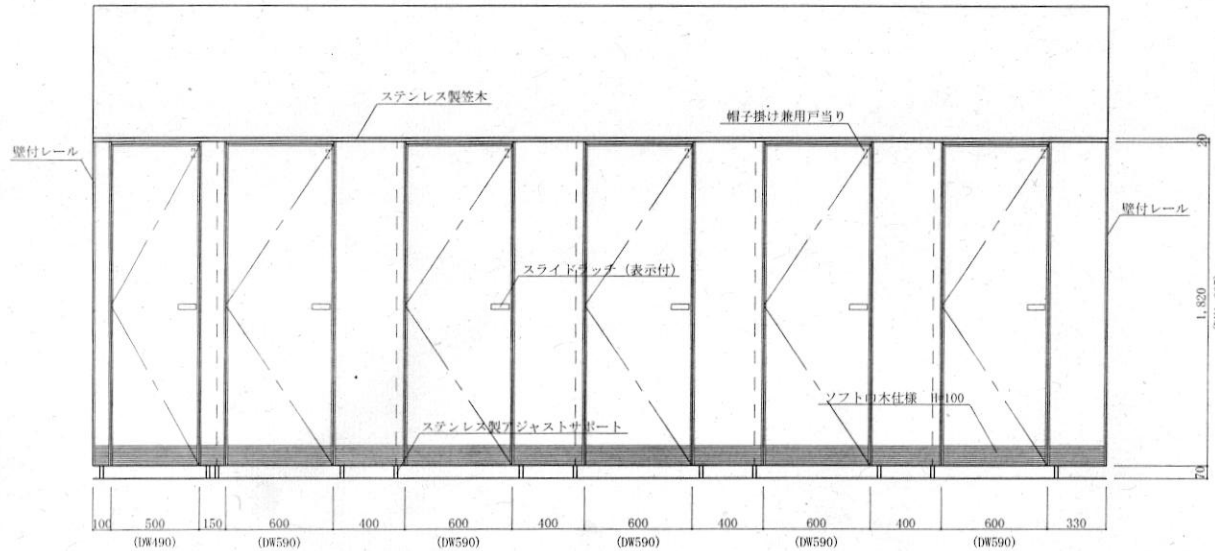 ステンレス製笠木
帽子掛け兼用戸当り
壁付レール
20
壁付レール
スライドラッチ (表示付)
1,820
ソフト巾木仕様 H=100
ステンレス製アジャストサポート
70
100 500 150 600 400 600 400 600 400 600 400 600 330
(DW490) (DW590) (DW590) (DW590) (DW590) (DW590)